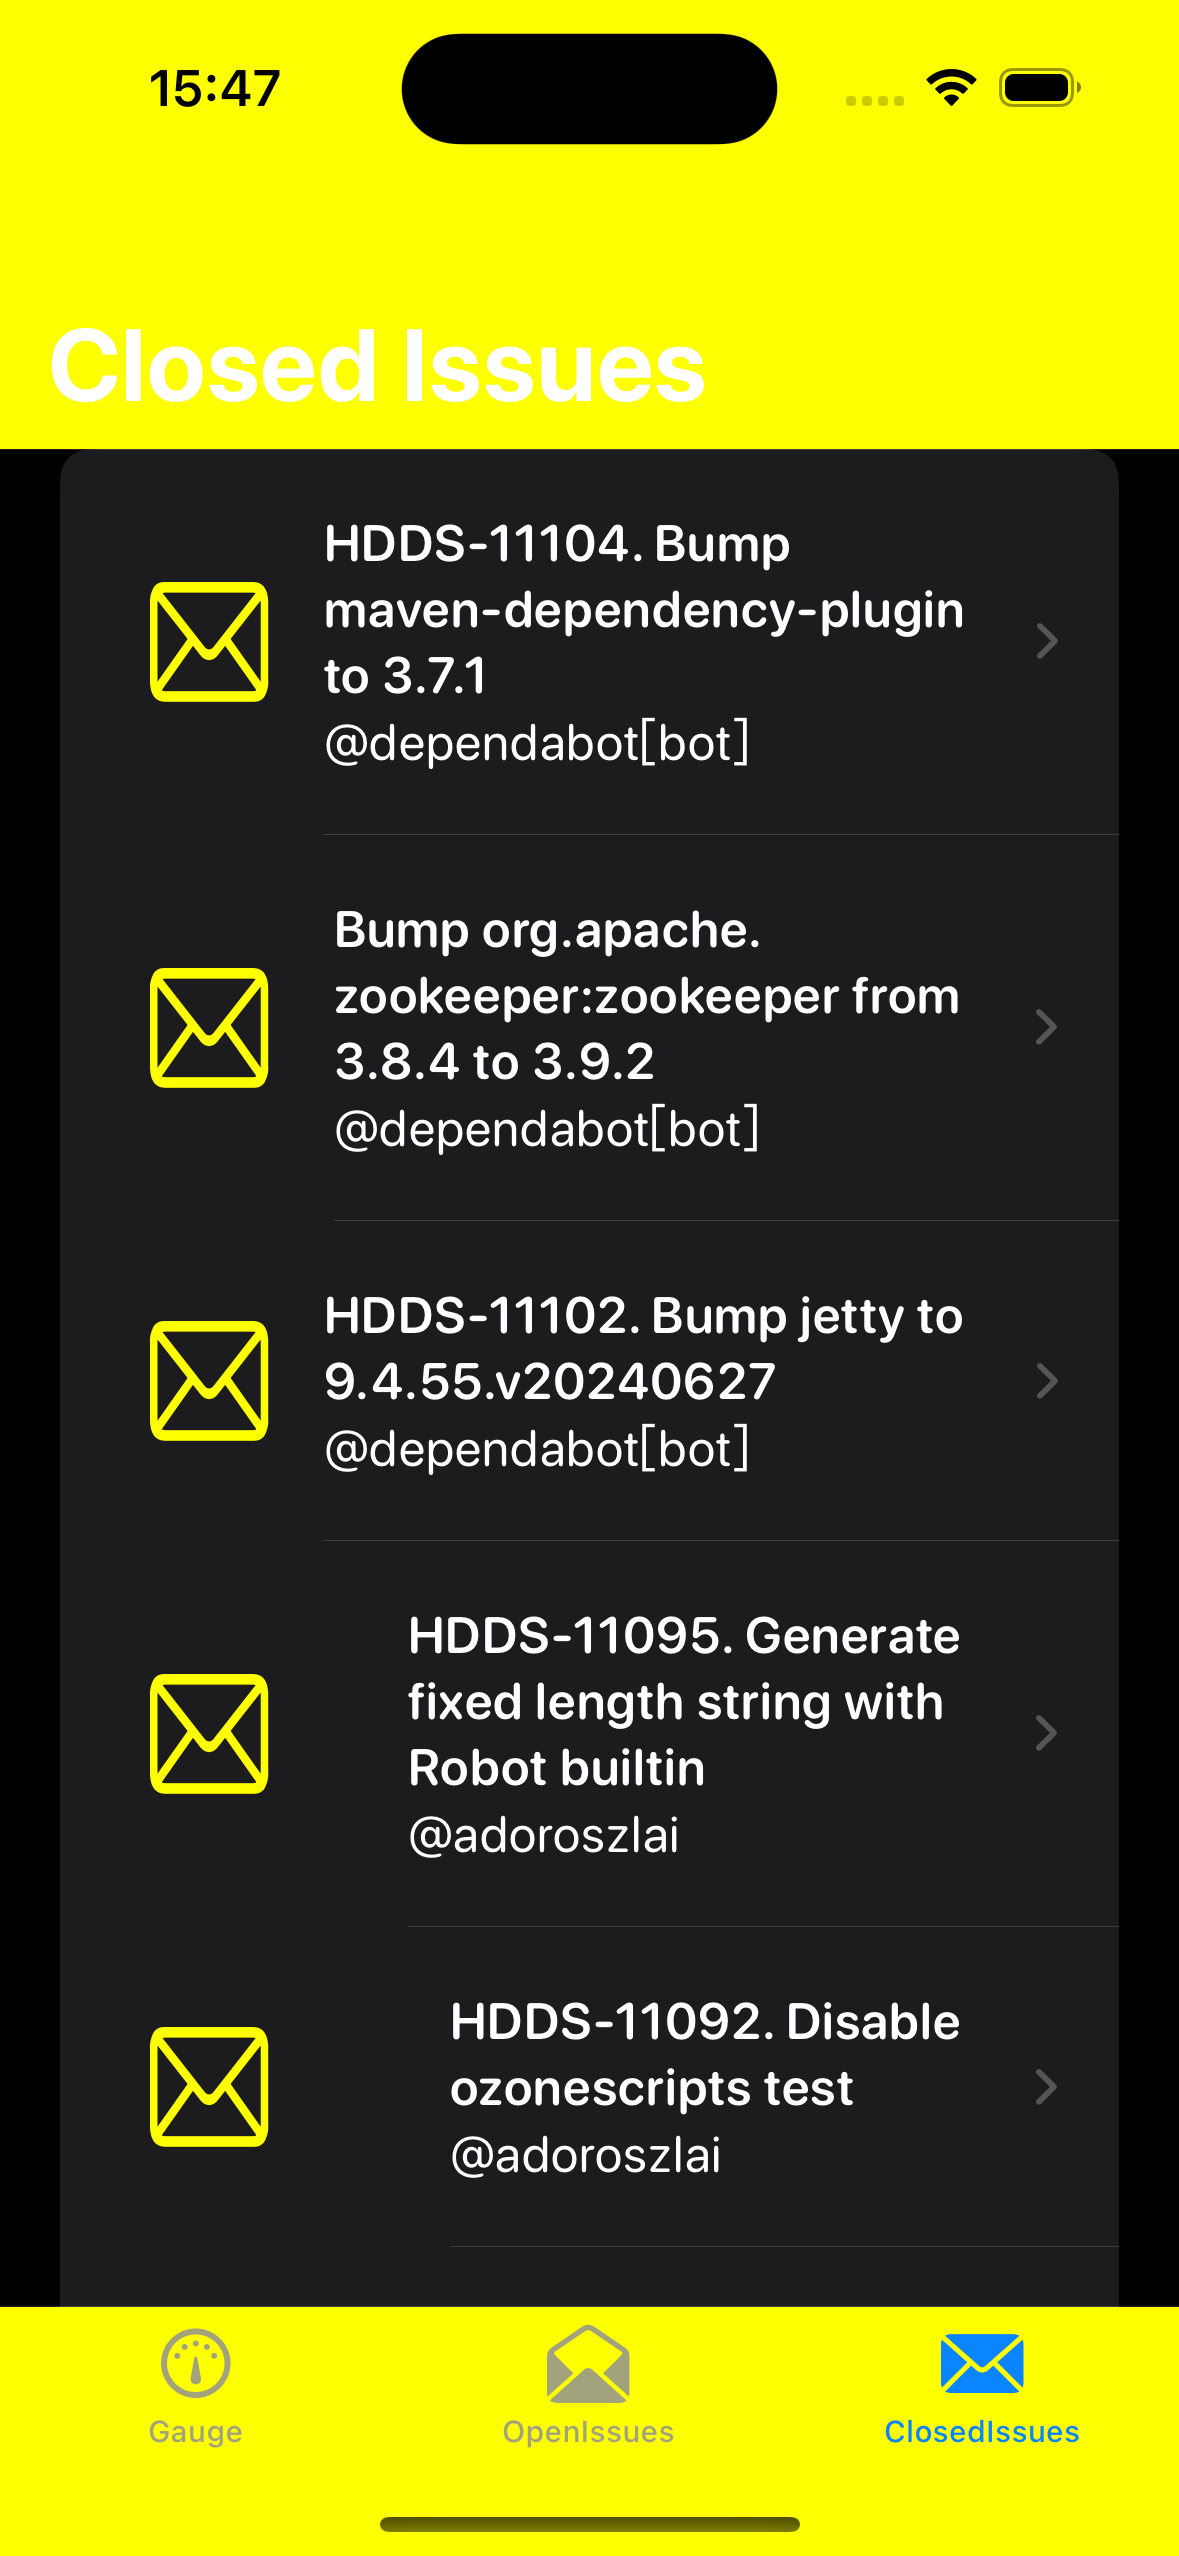 15:47
Closed Issues
HDDS-11104. Bump
maven-dependency-plugin
to 3.7.1
@dependabot[bot]
Bump org.apache.
zookeeper:zookeeper from
3.8.4 to 3.9.2
@dependabot[bot]
HDDS-11102. Bump jetty to
9.4.55.v20240627
@dependabot[bot]
HDDS-11095. Generate
fixed length string with
Robot builtin
@adoroszlai
HDDS-11092. Disable
ozonescripts test
@adoroszlai
Gauge
OpenIssues
ClosedIssues